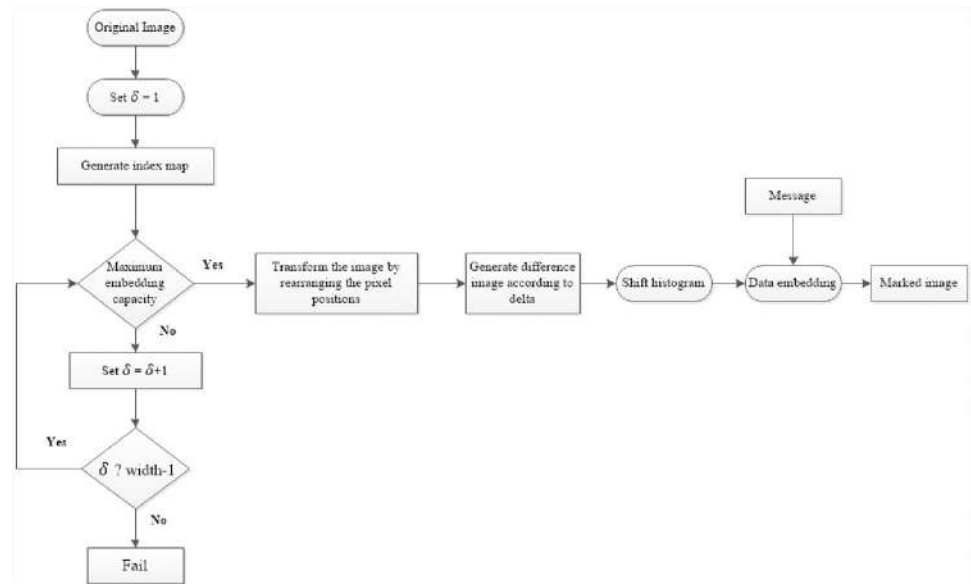 Original Image
Set δ = 1
Generate index map
Message
Maximum
embedding
capacity
Yes
Transform the image by
rearranging the pixel
positions
Generate difference
image according to
delta
Shift histogram
Data embedding
Marked image
No
Set δ = δ+1
Yes
δ ? width-1
No
Fail